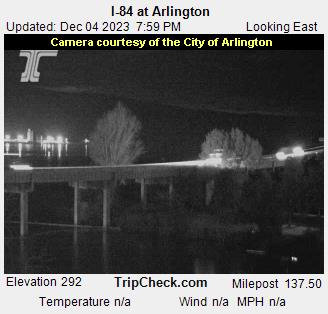 I-84 at Arlington
Updated: Dec 04 2023 7:59 PM Looking East
Camera courtesy of the City of Arlington
Elevation 292 TripCheck.com Milepost 137.50
Temperature n/a Wind n/a MPH n/a